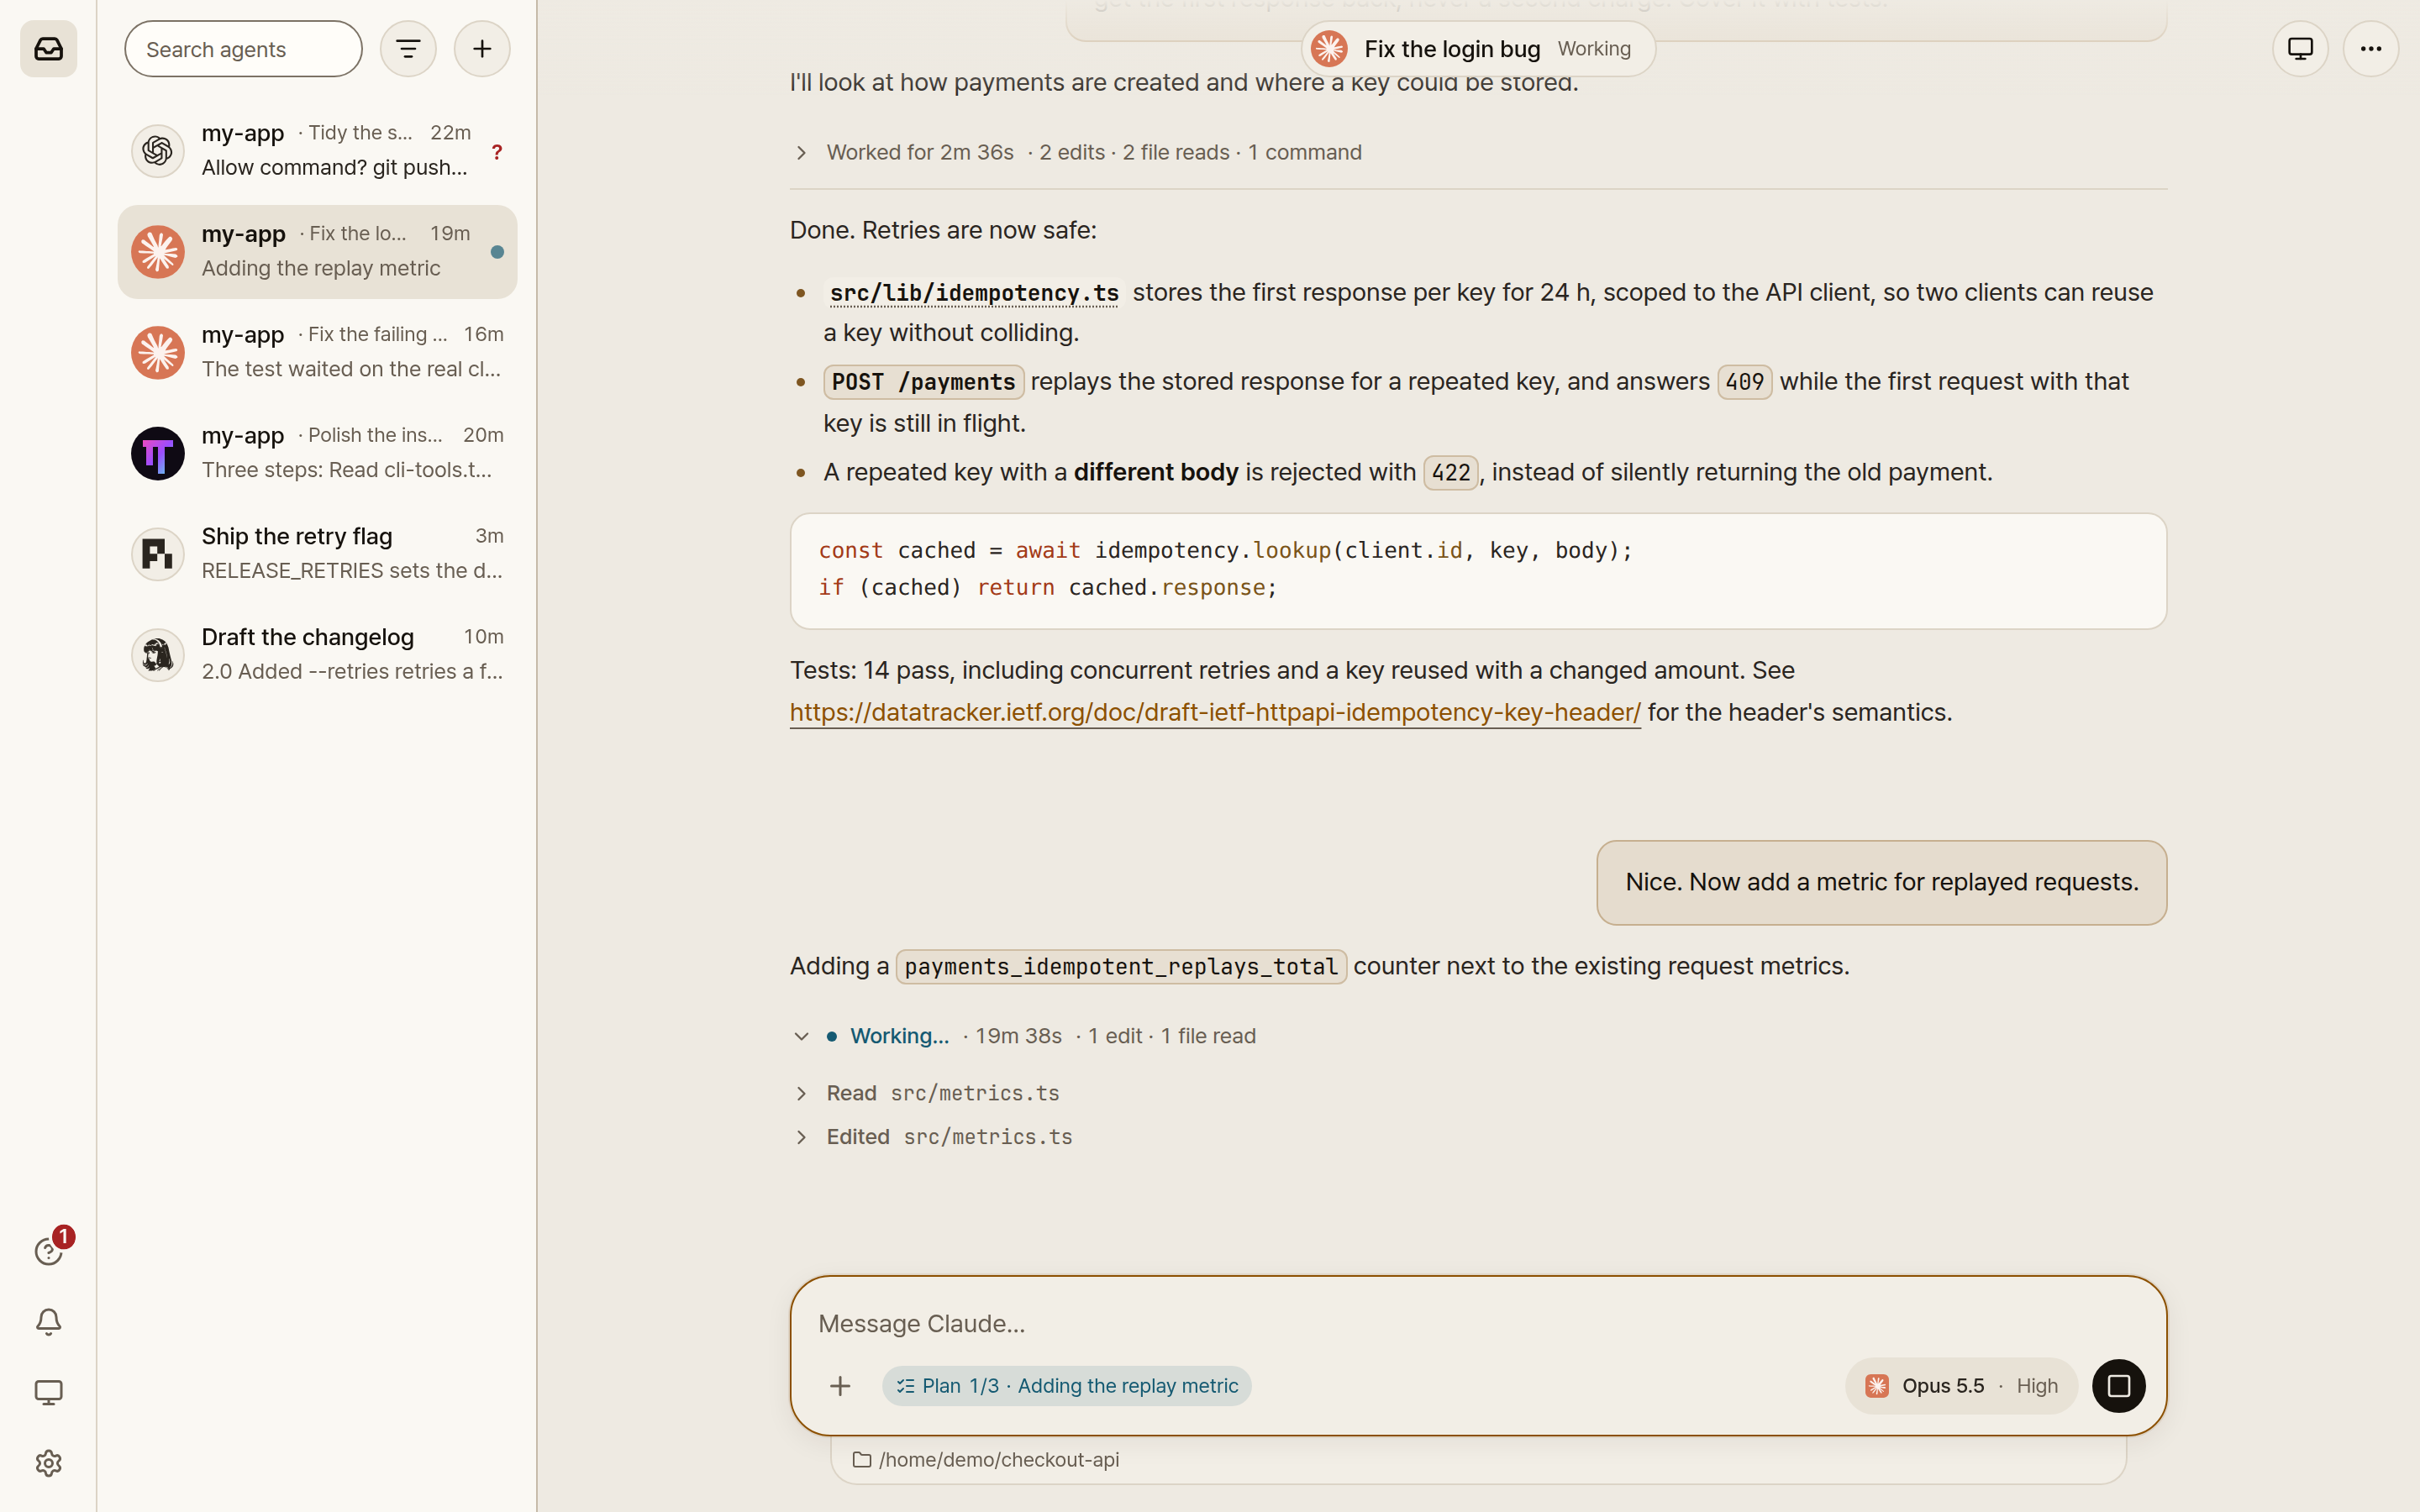 Search agents
my-app · Tidy the s... 22m
Allow command? git push... ?
my-app · Fix the lo... 19m
Adding the replay metric
my-app · Fix the failing ... 16m
The test waited on the real cl...
my-app · Polish the ins... 20m
Three steps: Read cli-tools.t...
Ship the retry flag 3m
RELEASE_RETRIES sets the d...
Draft the changelog 10m
2.0 Added --retries retries a f...
1
Fix the login bug Working
I'll look at how payments are created and where a key could be stored.
Worked for 2m 36s · 2 edits · 2 file reads · 1 command
Done. Retries are now safe:
• src/lib/idempotency.ts stores the first response per key for 24 h, scoped to the API client, so two clients can reuse
a key without colliding.
• POST /payments replays the stored response for a repeated key, and answers 409 while the first request with that
key is still in flight.
• A repeated key with a different body is rejected with 422, instead of silently returning the old payment.
const cached = await idempotency.lookup(client.id, key, body);
if (cached) return cached.response;
Tests: 14 pass, including concurrent retries and a key reused with a changed amount. See
https://datatracker.ietf.org/doc/draft-ietf-httpapi-idempotency-key-header/ for the header's semantics.
Nice. Now add a metric for replayed requests.
Adding a payments_idempotent_replays_total counter next to the existing request metrics.
Working... · 19m 38s · 1 edit · 1 file read
Read src/metrics.ts
Edited src/metrics.ts
Message Claude...
Plan 1/3 · Adding the replay metric
Opus 5.5 · High
/home/demo/checkout-api